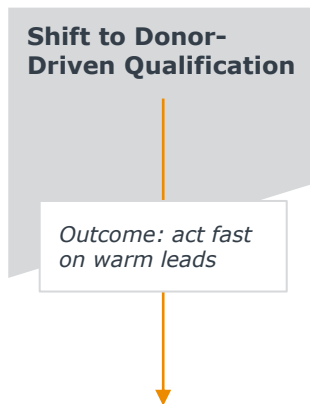 Shift to Donor-
Driven Qualification
Outcome: act fast
on warm leads